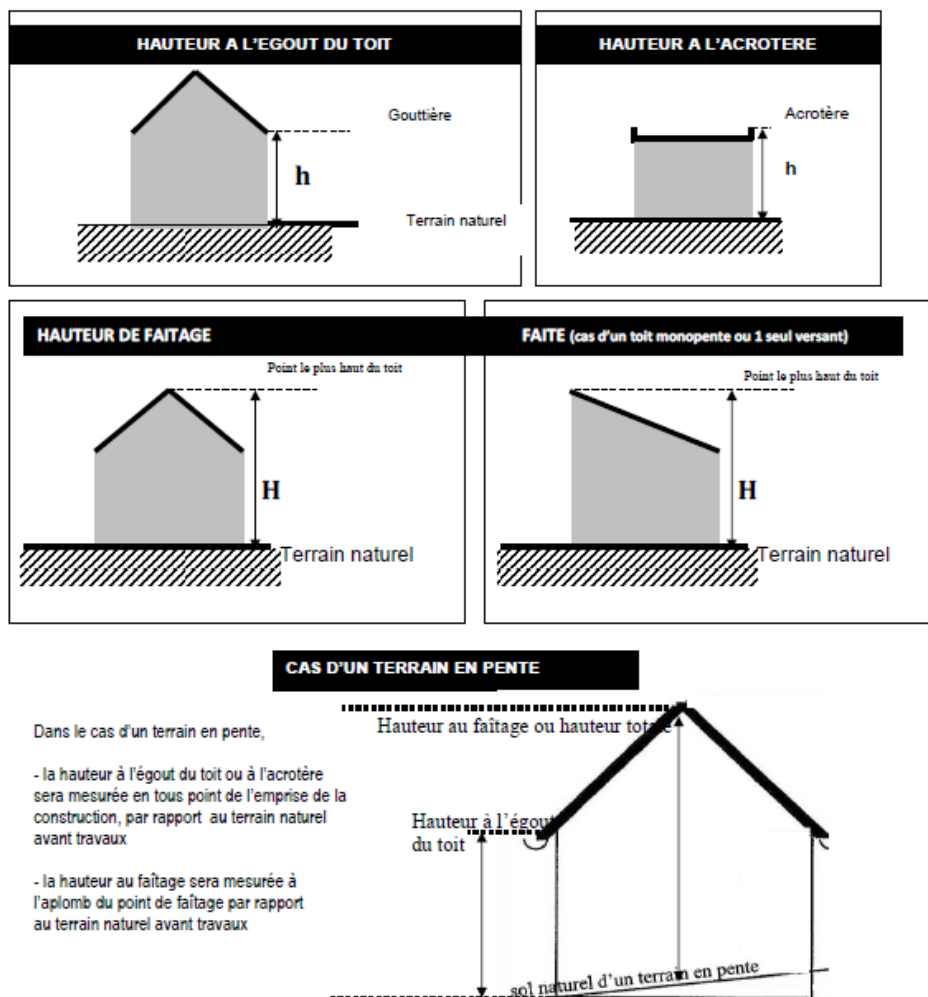 HAUTEUR A L'EGOUT DU TOIT
Gouttière
h
Terrain naturel
HAUTEUR A L'ACROTERE
Acrotère
h
HAUTEUR DE FAITAGE
Point le plus haut du toit
H
Terrain naturel
FAITE (cas d'un toit monopente ou 1 seul versant)
Point le plus haut du toit
H
Terrain naturel
CAS D'UN TERRAIN EN PENTE
Dans le cas d'un terrain en pente,
- la hauteur à l'égout du toit ou à l'acrotère
sera mesurée en tous point de l'emprise de la
construction, par rapport au terrain naturel
avant travaux
- la hauteur au faîtage sera mesurée à
l'aplomb du point de faîtage par rapport
au terrain naturel avant travaux
Hauteur au faîtage ou hauteur totale
Hauteur à l'égout
du toit
sol naturel d'un terrain en pente